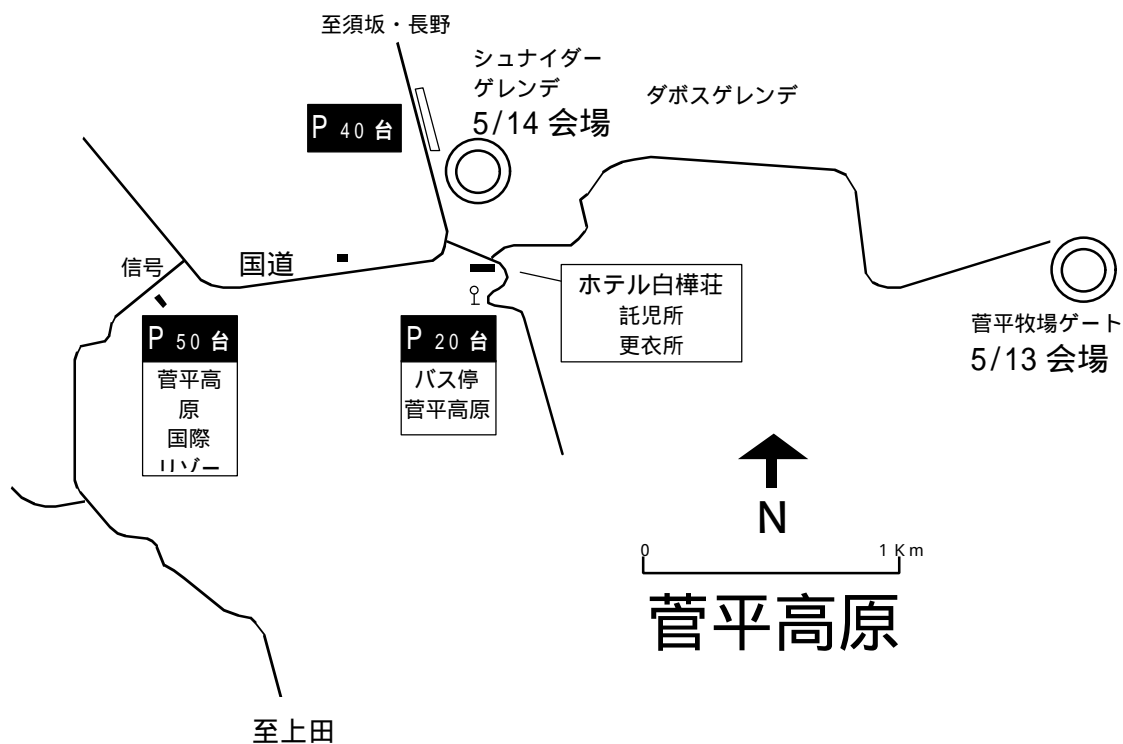 至須坂・長野
シュナイダー
ゲレンデ
5/14 会場
ダボスゲレンデ
P 40 台
信号
国道
ホテル白樺荘
託児所
更衣所
菅平牧場ゲート
5/13 会場
P 50 台
菅平高
原
国際
リゾー
P 20 台
バス停
菅平高原
N
0 1 Km
菅平高原
至上田